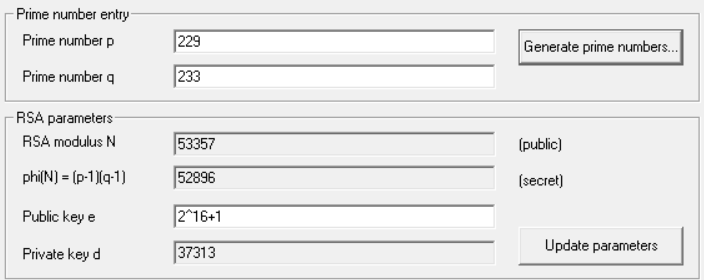 Prime number entry
Prime number p 229 Generate prime numbers...
Prime number q 233
RSA parameters
RSA modulus N 53357 (public)
phi(N) = (p-1)(q-1) 52896 (secret)
Public key e 2^16+1
Private key d 37313 Update parameters